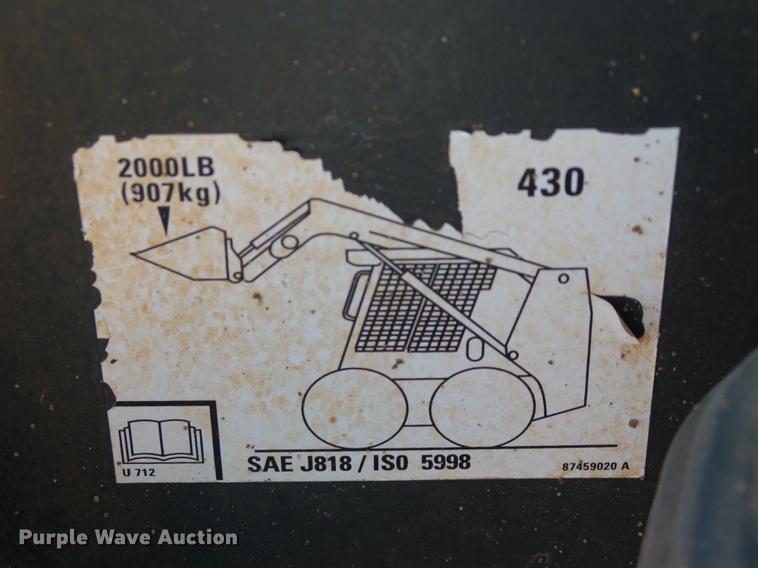 2000LB
(907kg)
430
U 712
SAE J818 / ISO 5998
87459020 A
Purple Wave Auction